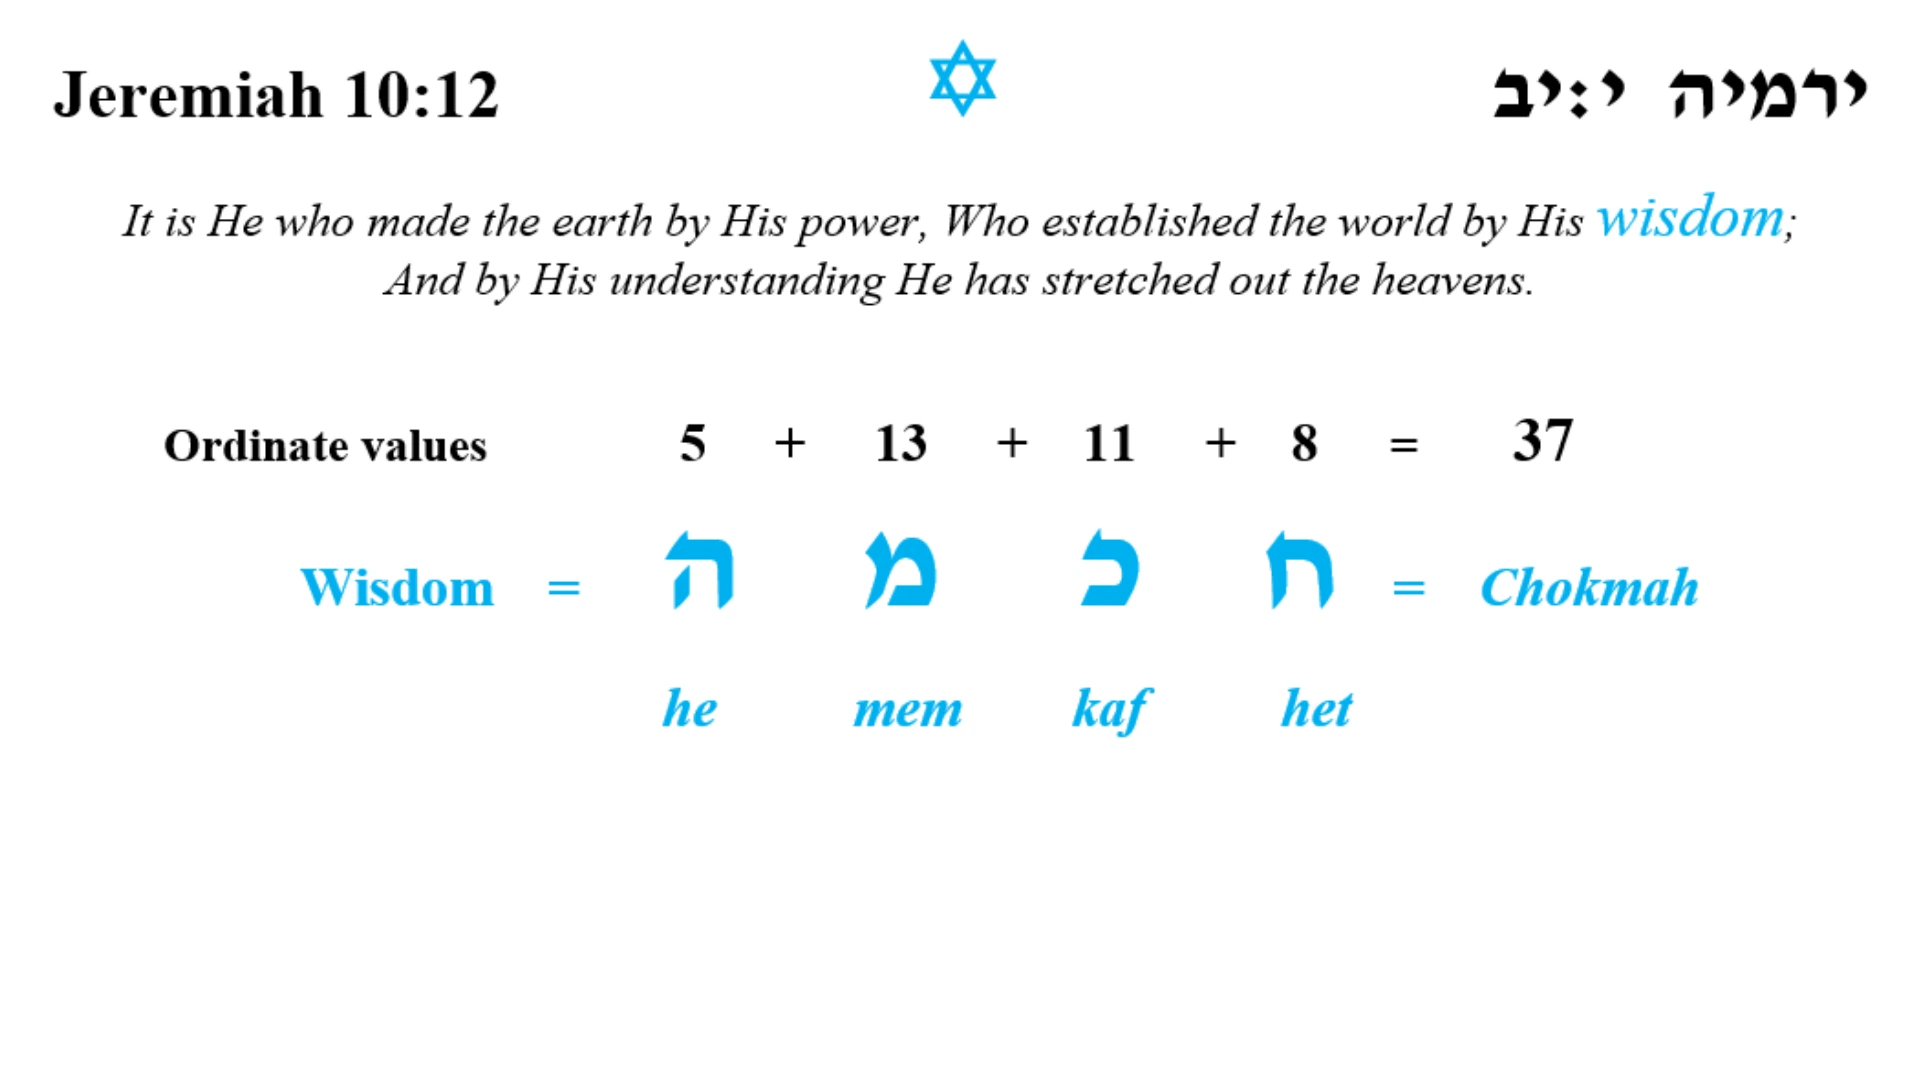 Jeremiah 10:12
ירמיה י:יב
It is He who made the earth by His power, Who established the world by His wisdom;
And by His understanding He has stretched out the heavens.
Ordinate values 5 + 13 + 11 + 8 = 37
Wisdom = ה מ כ ח = Chokmah
he mem kaf het